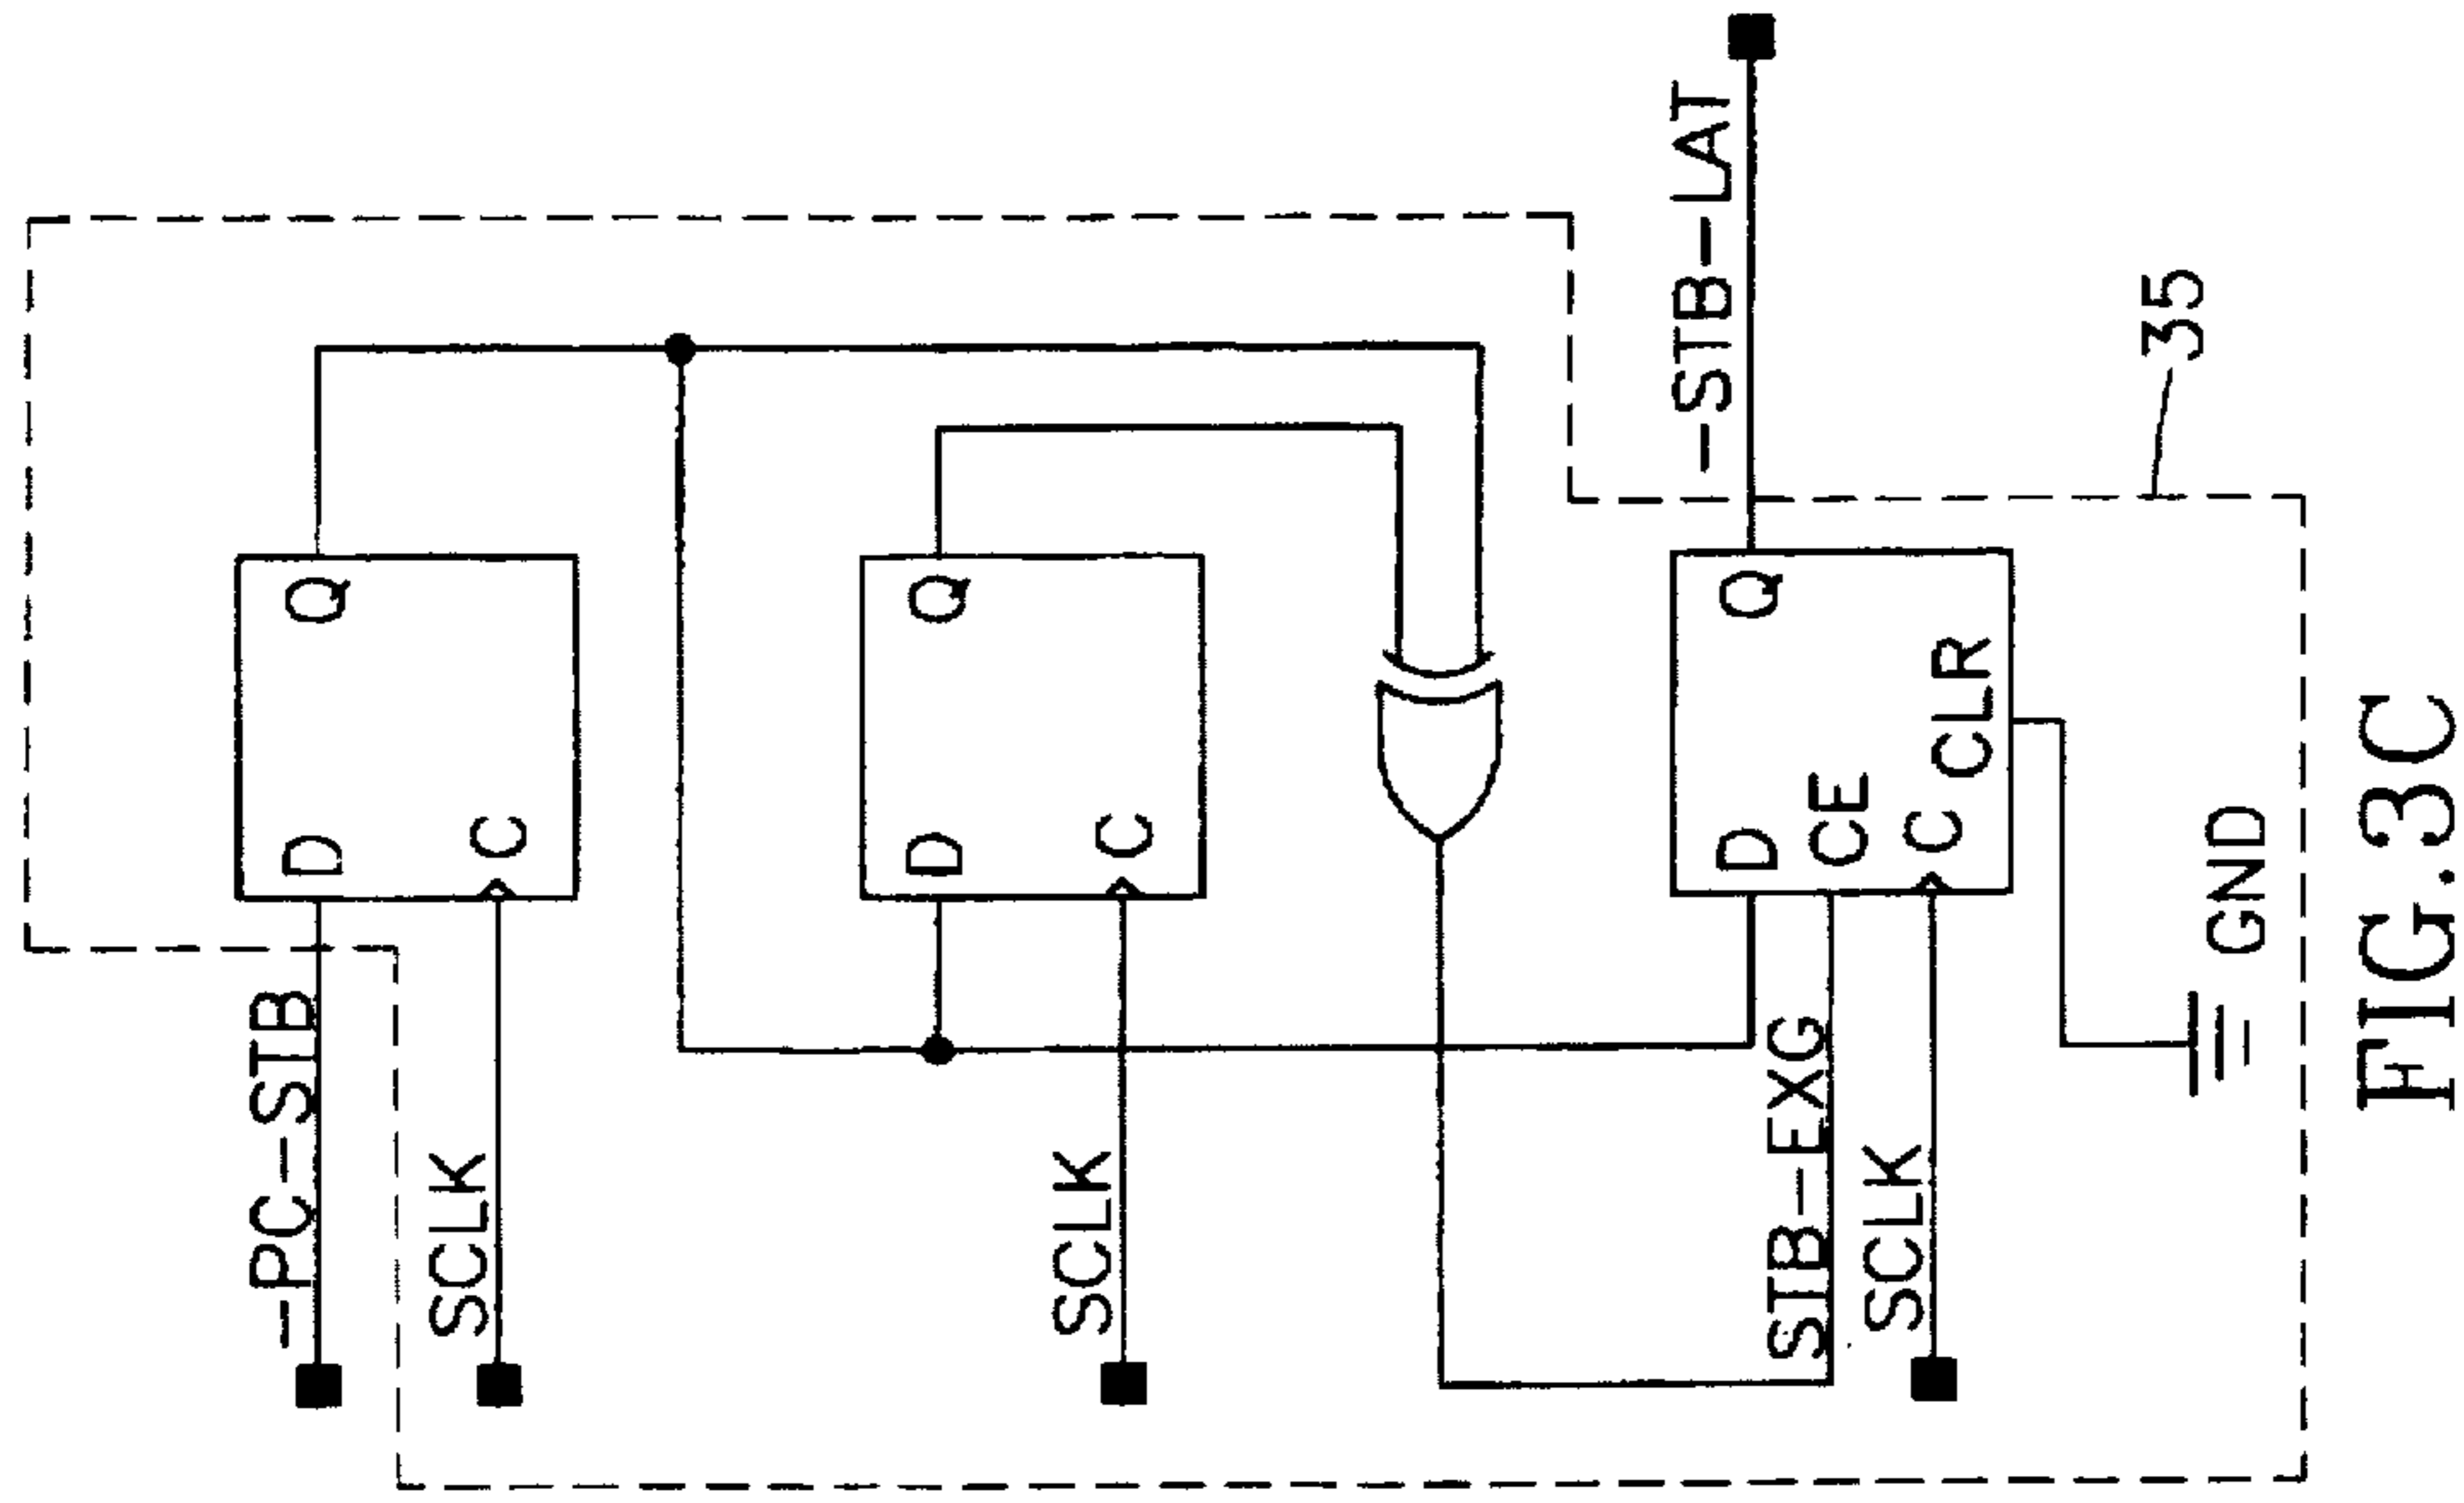 -PC-STB
D Q
SCLK
C
D Q
SCLK
C
-STB-LAT
D Q
STB-EXG
CE
SCLK
C
CLR
35
GND
FIG.3C